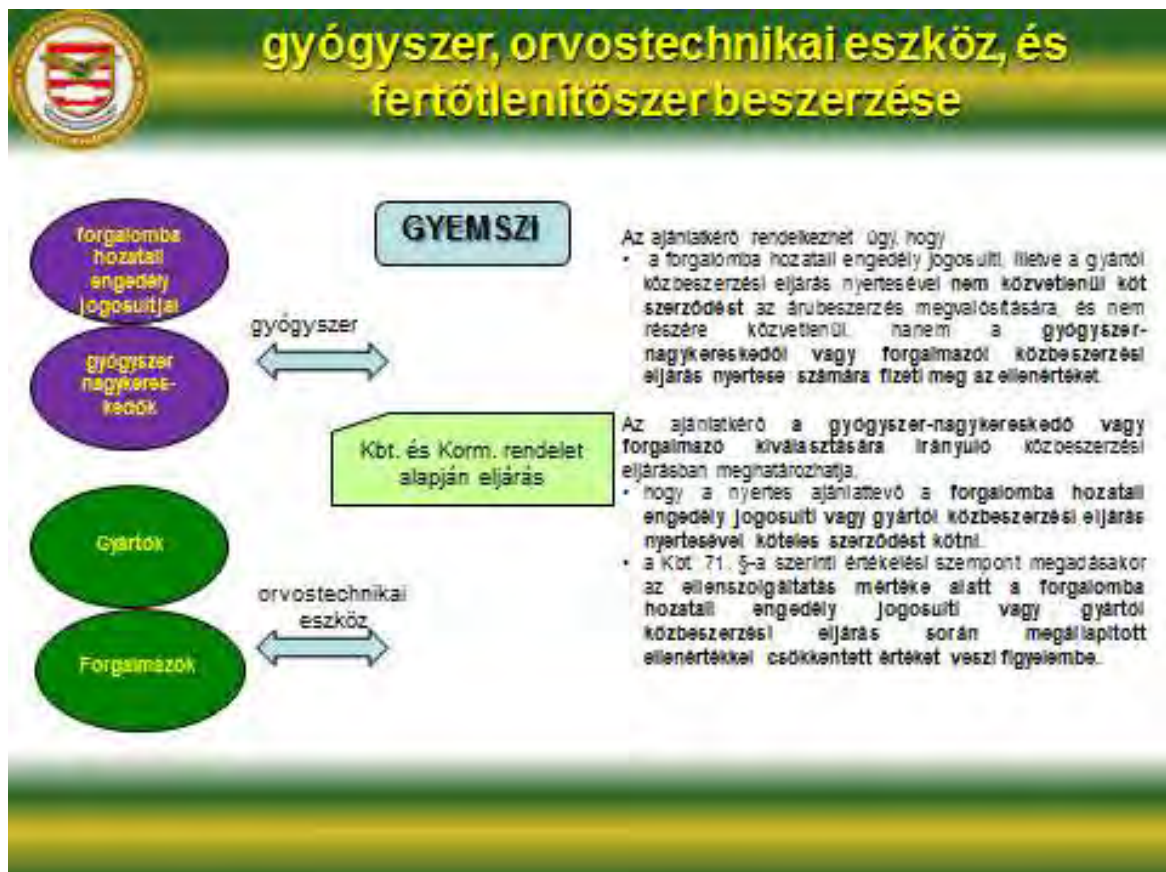 gyógyszer, orvostechnikai eszköz, és
fertőtlenítőszer beszerzése
forgalomba
hozatali
engedély
jogosultjai
gyógyszer
nagykeres-
kedők
gyógyszer
GYEMSZI
Kbt. és Korm. rendelet
alapján eljárás
Gyártók
Forgalmazók
orvostechnikai
eszköz
Az ajánlatkérő rendelkezhet úgy, hogy
• a forgalomba hozatali engedély jogosulti, illetve a gyártói
közbeszerzési eljárás nyertesével nem közvetlenül köt
szerződést az árubeszerzés megvalósítására, és nem
részére közvetlenül, hanem a gyógyszer-
nagykereskedői vagy forgalmazói közbeszerzési
eljárás nyertese számára fizeti meg az ellenértéket.
Az ajánlatkérő a gyógyszer-nagykereskedő vagy
forgalmazó kiválasztására irányuló közbeszerzési
eljárásban meghatározhatja,
• hogy a nyertes ajánlattevő a forgalomba hozatali
engedély jogosulti vagy gyártói közbeszerzési eljárás
nyertesével köteles szerződést kötni.
• a Kbt. 71. §-a szerinti értékelési szempont megadásakor
az ellenszolgáltatás mértéke alatt a forgalomba
hozatali engedély jogosulti vagy gyártói
közbeszerzési eljárás során megállapított
ellenértékkel csökkentett értéket veszi figyelembe.